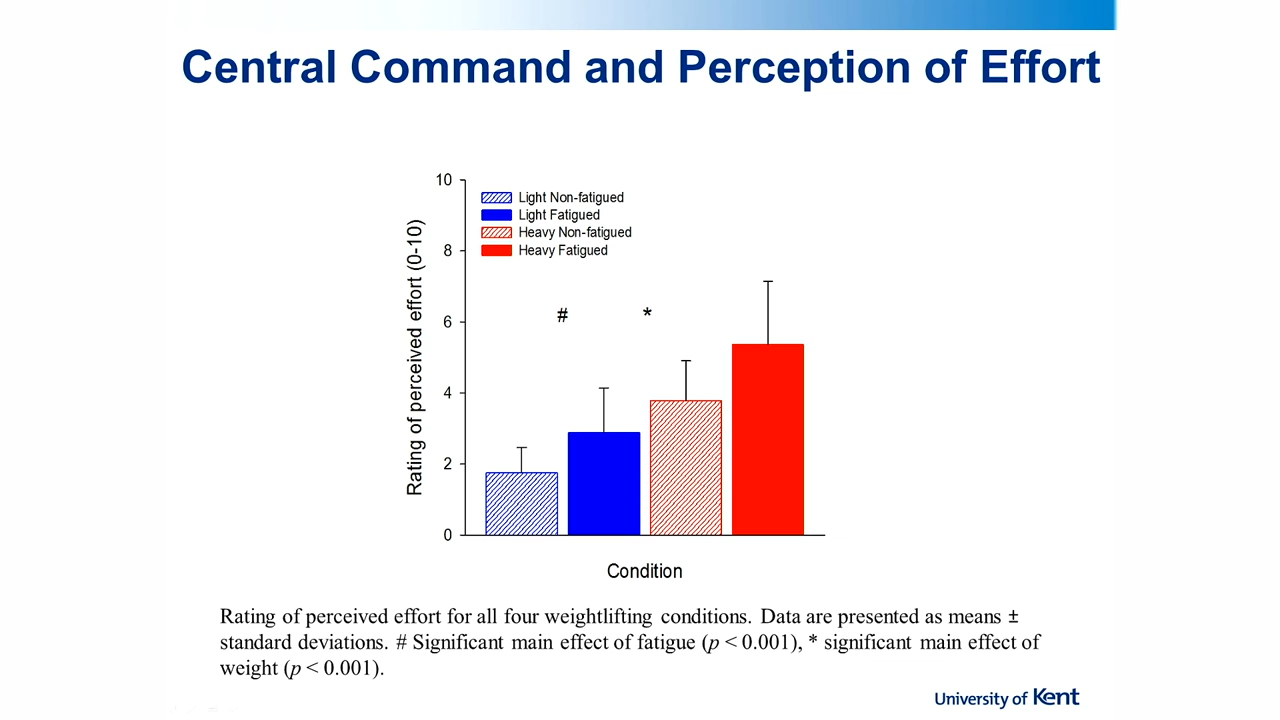 Central Command and Perception of Effort
10
8
6
4
2
0
Rating of perceived effort (0-10)
Light Non-fatigued
Light Fatigued
Heavy Non-fatigued
Heavy Fatigued
# *
Condition
Rating of perceived effort for all four weightlifting conditions. Data are presented as means ±
standard deviations. # Significant main effect of fatigue (p < 0.001), * significant main effect of
weight (p < 0.001).
University of Kent